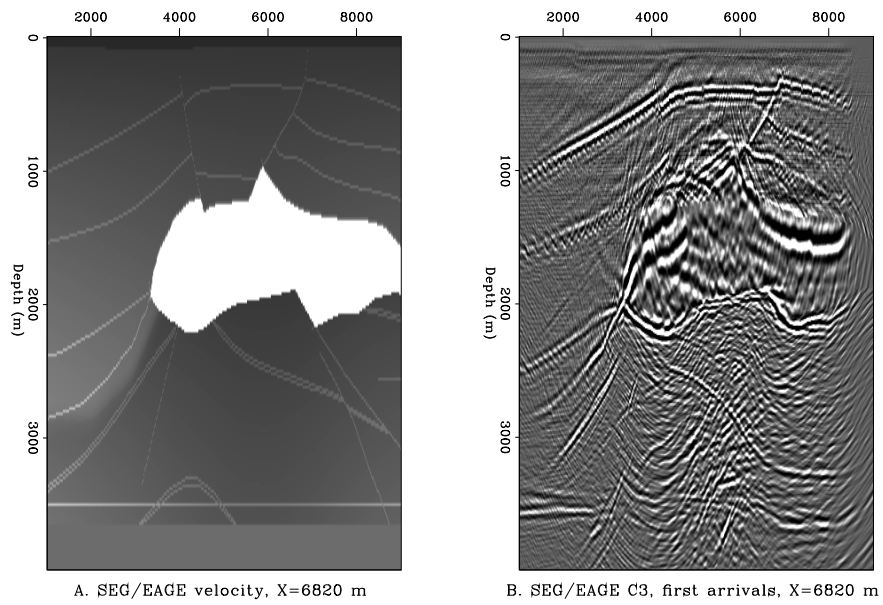 2000 4000 6000 8000
0
1000
2000
3000
Depth (m)
A. SEG/EAGE velocity, X=6820 m
2000 4000 6000 8000
0
1000
2000
3000
Depth (m)
B. SEG/EAGE C3, first arrivals, X=6820 m